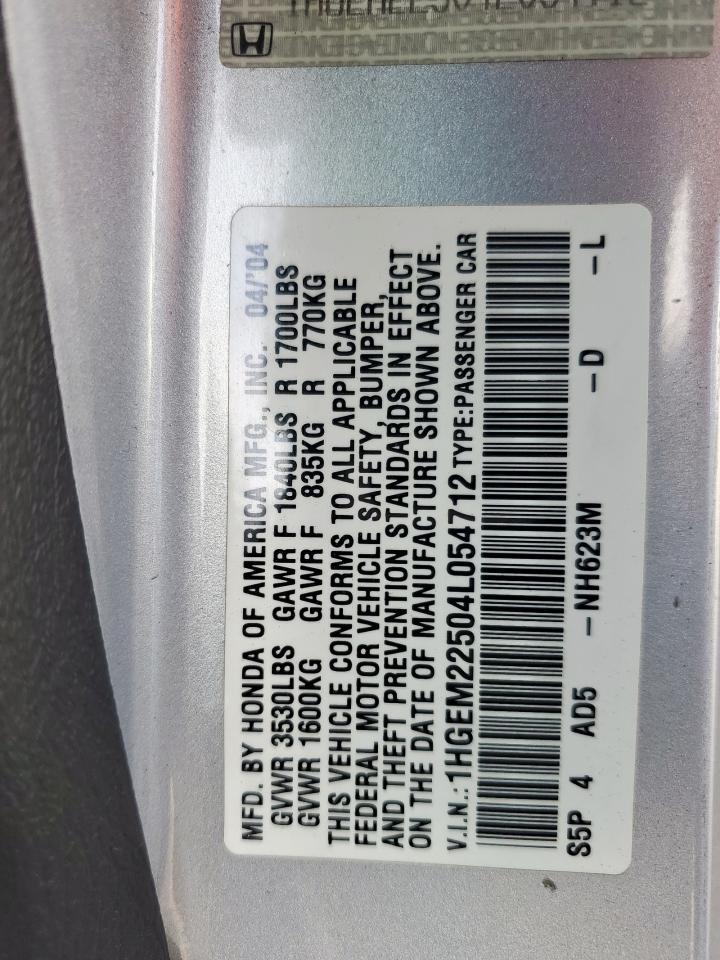 MFD. BY HONDA OF AMERICA MFG., INC. 04/'04
GVWR 3530LBS GAWR F 1840LBS R 1700LBS
GVWR 1600KG GAWR F 835KG R 770KG
THIS VEHICLE CONFORMS TO ALL APPLICABLE
FEDERAL MOTOR VEHICLE SAFETY, BUMPER,
AND THEFT PREVENTION STANDARDS IN EFFECT
ON THE DATE OF MANUFACTURE SHOWN ABOVE.
V.I.N.: 1HGEM22504L054712 TYPE:PASSENGER CAR
S5P 4 AD5 -NH623M -D -L